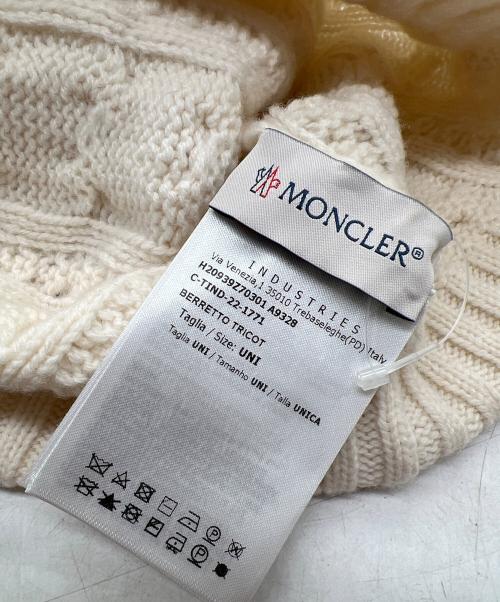 MONCLER®
INDUSTRIES
Via Venezia,1 35010 Trebaseleghe(PD) Italy
H20939Z70301 A9328
C-TIND-22-1771
BERRETTO TRICOT
Taglia / Size: UNI
Taglia UNI / Tamanho UNI / Talla UNICA